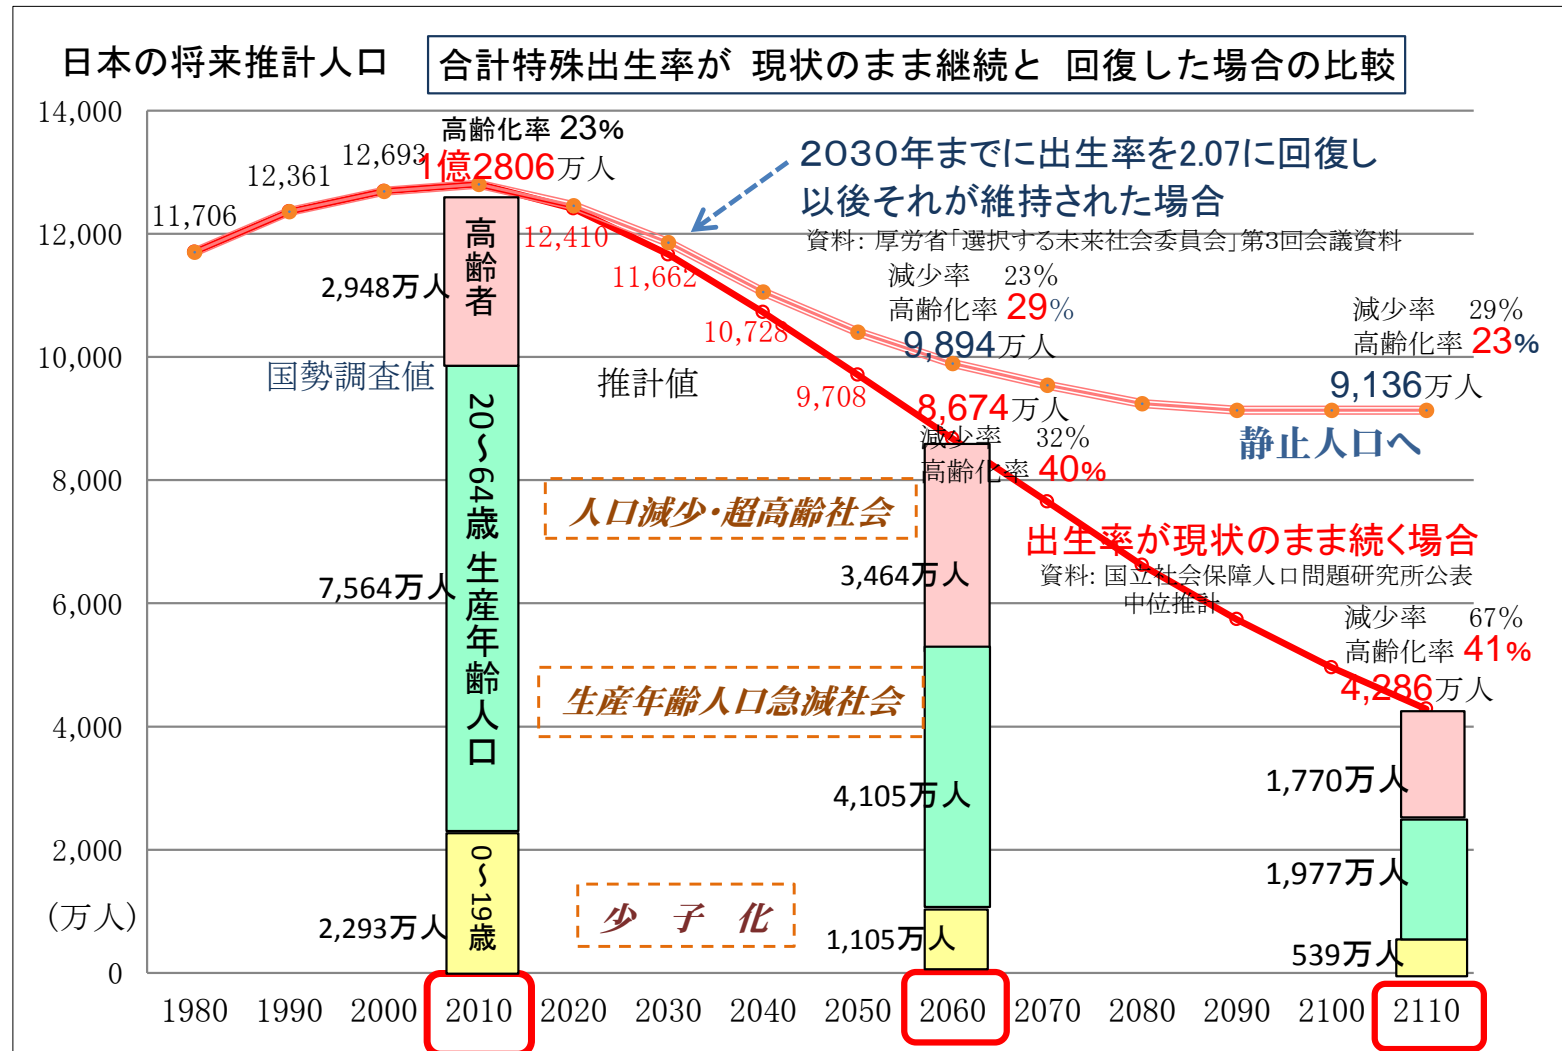 日本の将来推計人口
合計特殊出生率が 現状のまま継続と 回復した場合の比較
14,000
12,000
10,000
8,000
6,000
4,000
2,000
(万人)
0
11,706
12,361
12,693
高齢化率 23%
1億2806万人
12,410
11,662
10,728
9,708
2030年までに出生率を2.07に回復し
以後それが維持された場合
資料: 厚労省「選択する未来社会委員会」第3回会議資料
減少率 23%
高齢化率 29%
9,894万人
減少率 29%
高齢化率 23%
9,136万人
静止人口へ
8,674万人
減少率 32%
高齢化率 40%
出生率が現状のまま続く場合
資料: 国立社会保障人口問題研究所公表
中位推計
減少率 67%
高齢化率 41%
4,286万人
国勢調査値
推計値
高齢者
2,948万人
20~64歳 生産年齢人口
7,564万人
0~19歳
2,293万人
人口減少・超高齢社会
生産年齢人口急減社会
少 子 化
3,464万人
4,105万人
1,105万人
1,770万人
1,977万人
539万人
1980 1990 2000 2010 2020 2030 2040 2050 2060 2070 2080 2090 2100 2110